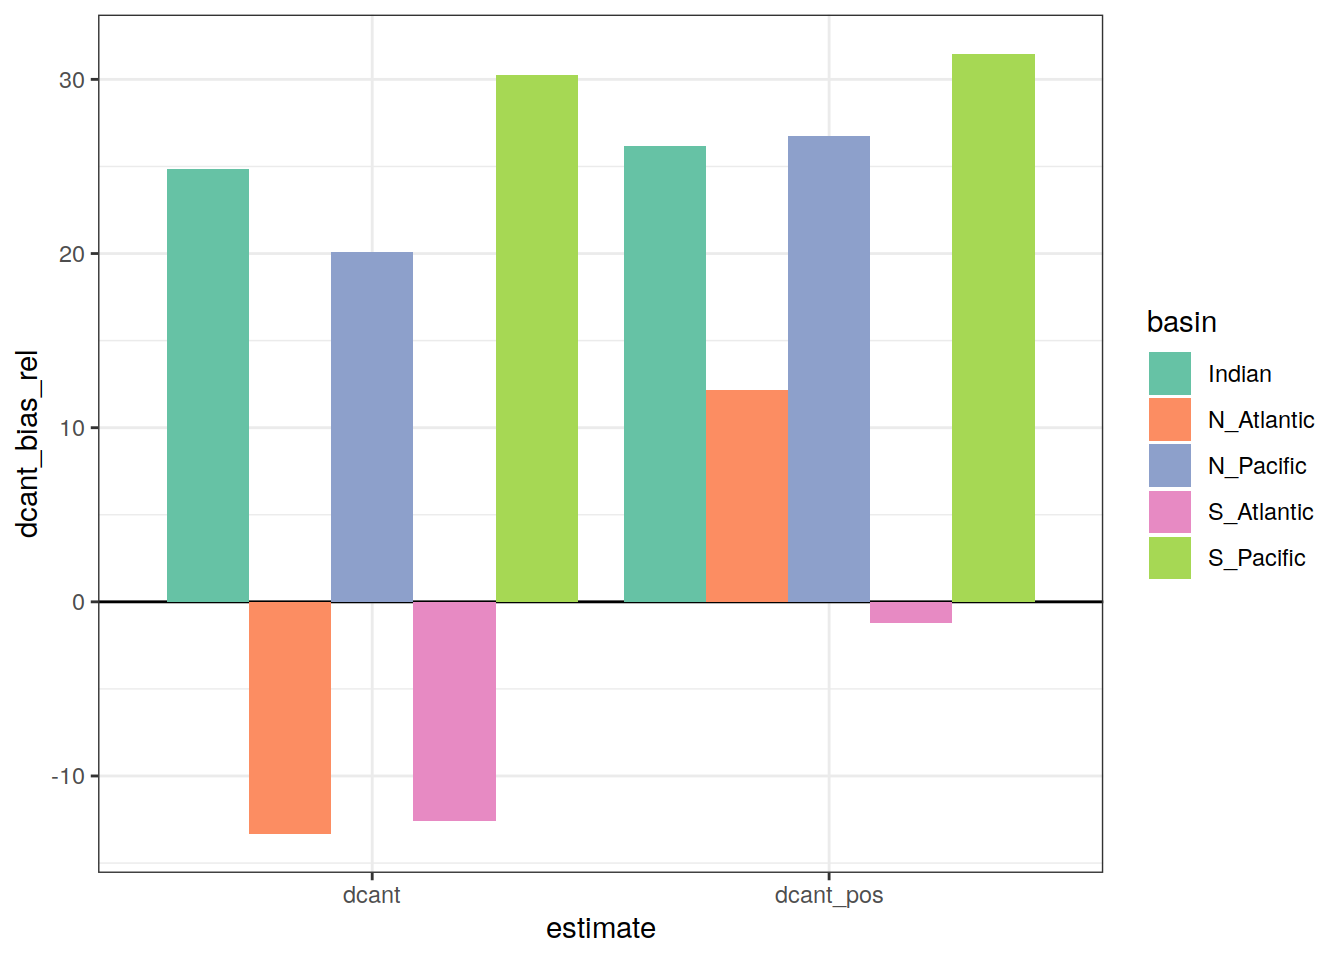 30
20
10
0
-10
dcant_bias_rel
dcant
dcant_pos
estimate
basin
Indian
N_Atlantic
N_Pacific
S_Atlantic
S_Pacific